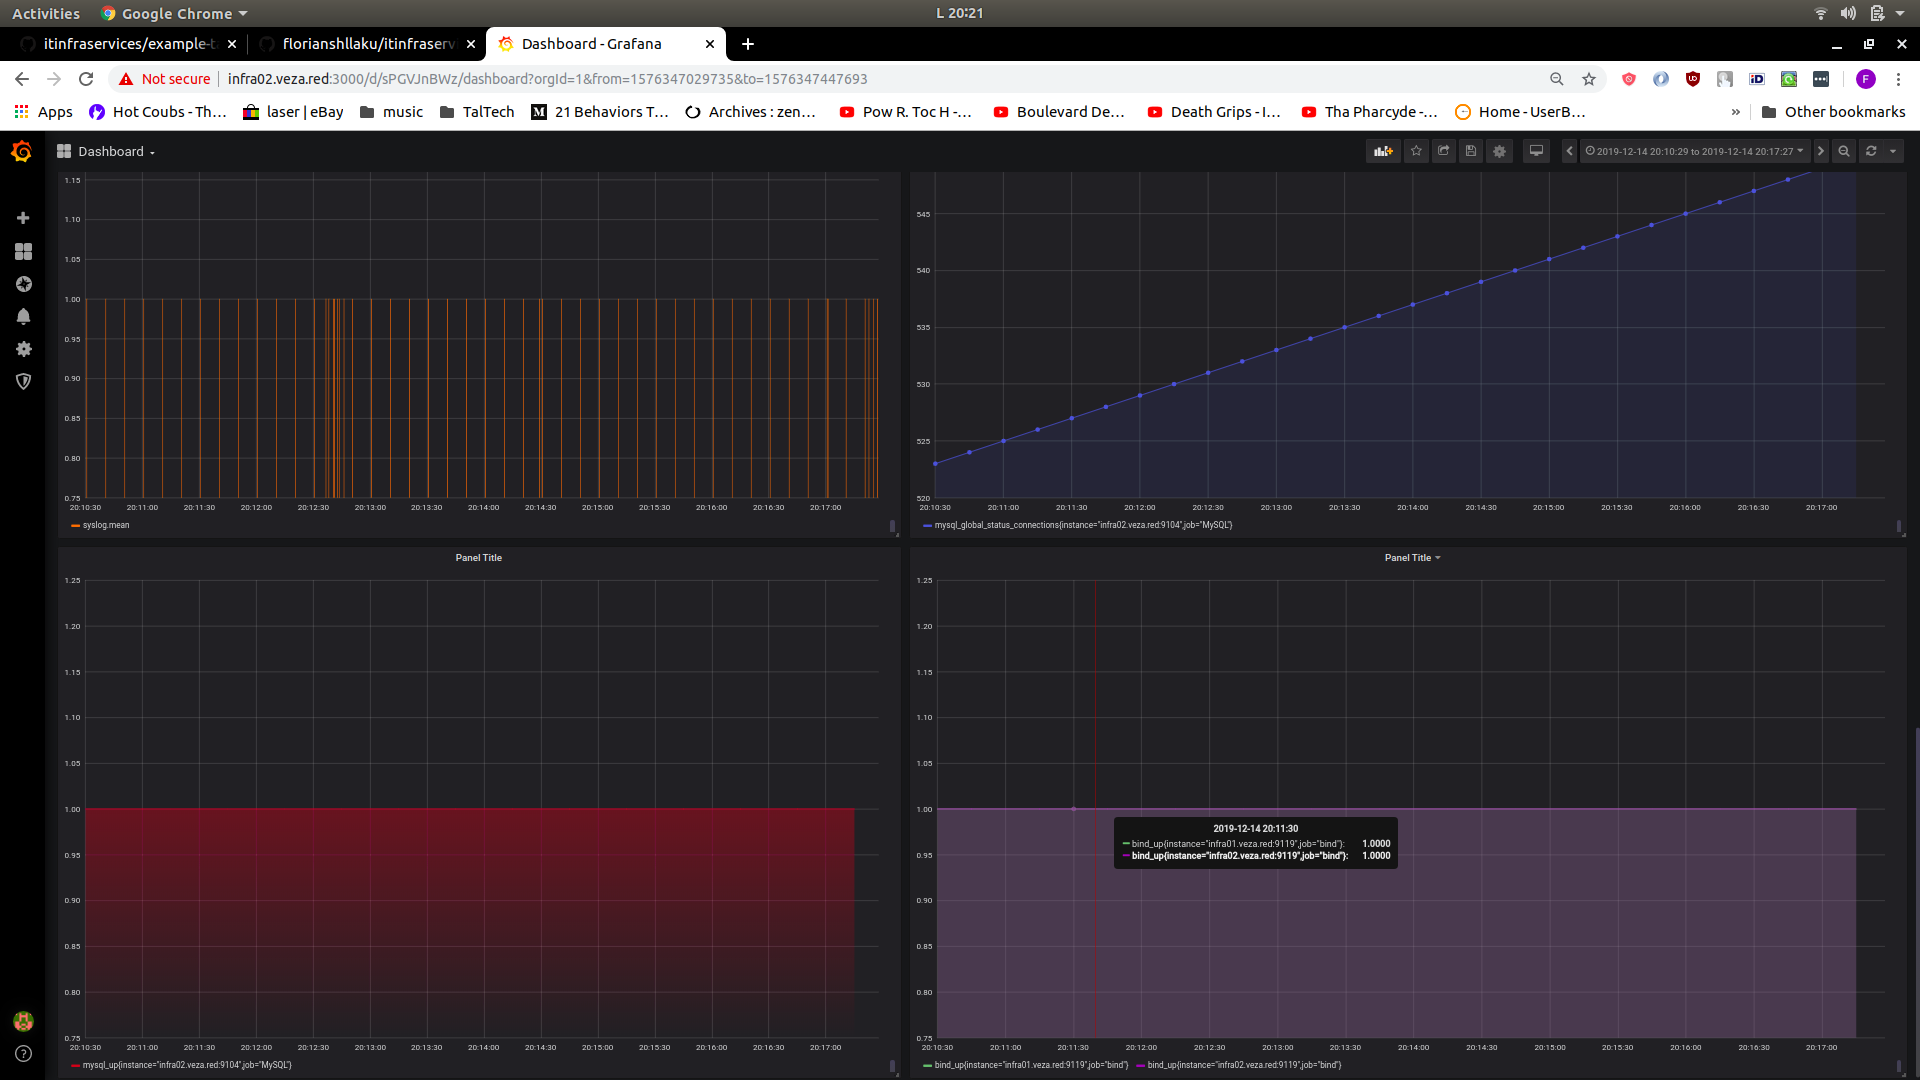 Activities Google Chrome L 20:21
itinfraservices/example-t florianshllaku/itinfraserv Dashboard - Grafana
Not secure infra02.veza.red:3000/d/sPGVJnBWz/dashboard?orgId=1&from=1576347029735&to=1576347447693
Apps Hot Coubs - Th... laser | eBay music TalTech 21 Behaviors T... Archives : zen... Pow R. Toc H -... Boulevard De... Death Grips - I... Tha Pharcyde -... Home - UserB... » Other bookmarks
Dashboard 2019-12-14 20:10:29 to 2019-12-14 20:17:27
1.15
1.10
1.05
1.00
0.95
0.90
0.85
0.80
0.75
20:10:30 20:11:00 20:11:30 20:12:00 20:12:30 20:13:00 20:13:30 20:14:00 20:14:30 20:15:00 20:15:30 20:16:00 20:16:30 20:17:00
syslog.mean
545
540
535
530
525
520
20:10:30 20:11:00 20:11:30 20:12:00 20:12:30 20:13:00 20:13:30 20:14:00 20:14:30 20:15:00 20:15:30 20:16:00 20:16:30 20:17:00
mysql_global_status_connections{instance="infra02.veza.red:9104",job="MySQL"}
Panel Title
1.25
1.20
1.15
1.10
1.05
1.00
0.95
0.90
0.85
0.80
0.75
20:10:30 20:11:00 20:11:30 20:12:00 20:12:30 20:13:00 20:13:30 20:14:00 20:14:30 20:15:00 20:15:30 20:16:00 20:16:30 20:17:00
mysql_up{instance="infra02.veza.red:9104",job="MySQL"}
Panel Title
1.25
1.20
1.15
1.10
1.05
1.00
0.95
0.90
0.85
0.80
0.75
2019-12-14 20:11:30
bind_up{instance="infra01.veza.red:9119",job="bind"}: 1.0000
bind_up{instance="infra02.veza.red:9119",job="bind"}: 1.0000
20:10:30 20:11:00 20:11:30 20:12:00 20:12:30 20:13:00 20:13:30 20:14:00 20:14:30 20:15:00 20:15:30 20:16:00 20:16:30 20:17:00
bind_up{instance="infra01.veza.red:9119",job="bind"} bind_up{instance="infra02.veza.red:9119",job="bind"}